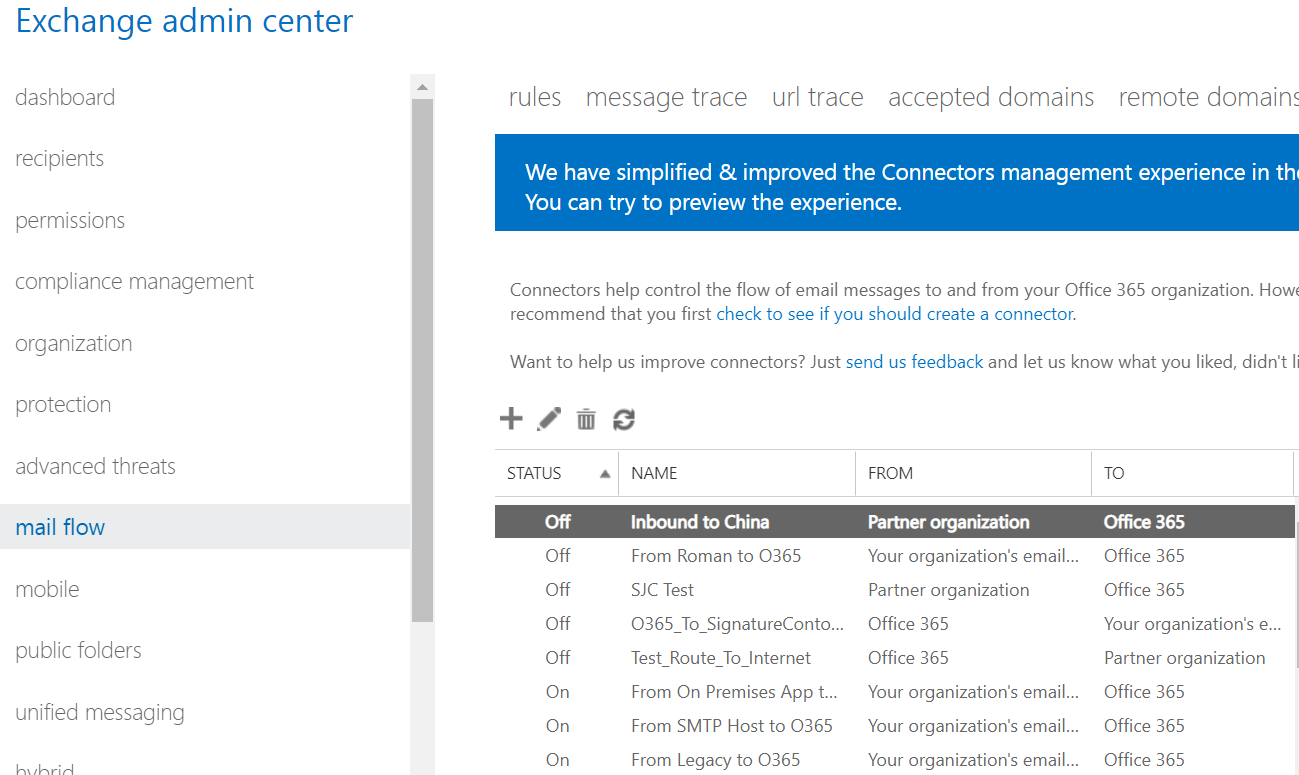 Exchange admin center
dashboard
recipients
permissions
compliance management
organization
protection
advanced threats
mail flow
mobile
public folders
unified messaging
hybrid
rules message trace url trace accepted domains remote domains
We have simplified & improved the Connectors management experience in the
You can try to preview the experience.
Connectors help control the flow of email messages to and from your Office 365 organization. Howe
recommend that you first check to see if you should create a connector.
Want to help us improve connectors? Just send us feedback and let us know what you liked, didn't li
STATUS NAME FROM TO
Off Inbound to China Partner organization Office 365
Off From Roman to O365 Your organization's email... Office 365
Off SJC Test Partner organization Office 365
Off O365_To_SignatureConto... Office 365 Your organization's e...
Off Test_Route_To_Internet Office 365 Partner organization
On From On Premises App t... Your organization's email... Office 365
On From SMTP Host to O365 Your organization's email... Office 365
On From Legacy to O365 Your organization's email... Office 365